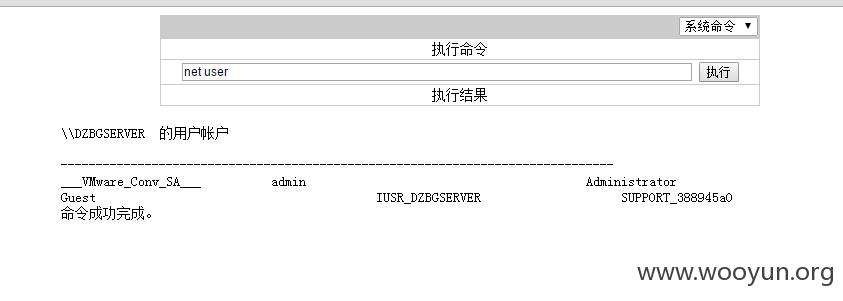 系统命令
执行命令
net user 执行
执行结果
\\DZBGSERVER 的用户帐户
-------------------------------------------------------------------------------
___VMware_Conv_SA___ admin Administrator
Guest IUSR_DZBGSERVER SUPPORT_388945a0
命令成功完成。
www.wooyun.org